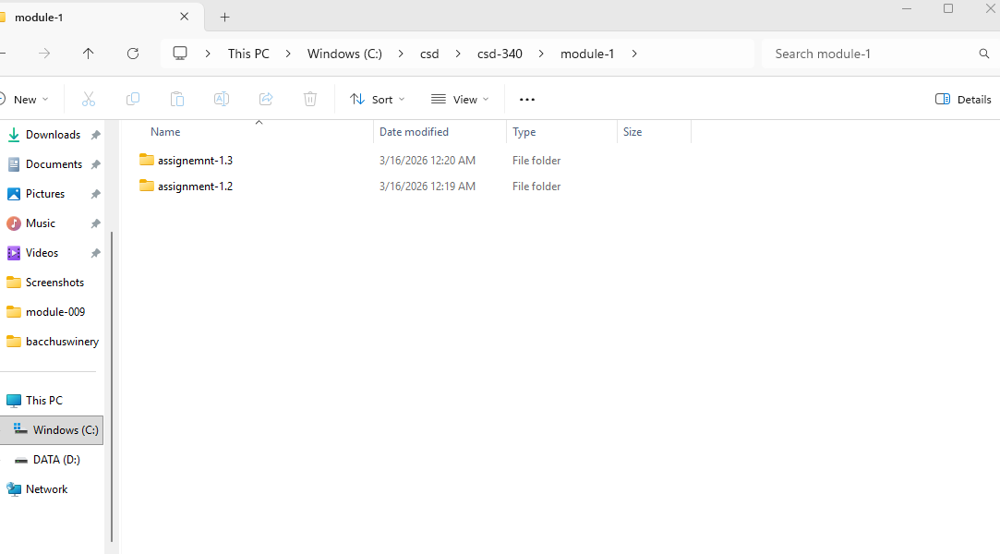 module-1
This PC > Windows (C:) > csd > csd-340 > module-1 >
Search module-1
New
Sort
View
Details
Name Date modified Type Size
assignemnt-1.3 3/16/2026 12:20 AM File folder
assignment-1.2 3/16/2026 12:19 AM File folder
Downloads
Documents
Pictures
Music
Videos
Screenshots
module-009
bacchuswinery
This PC
Windows (C:)
DATA (D:)
Network